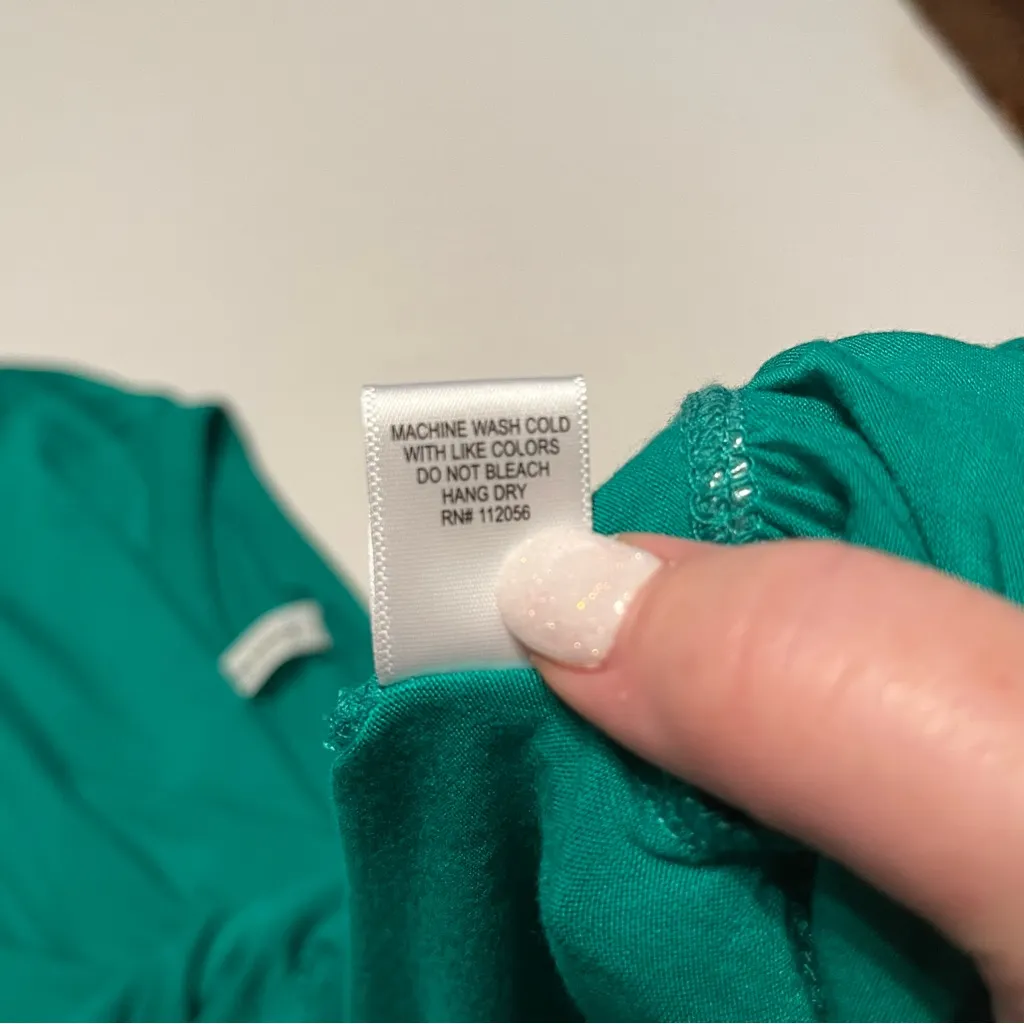 MACHINE WASH COLD
WITH LIKE COLORS
DO NOT BLEACH
HANG DRY
RN# 112056